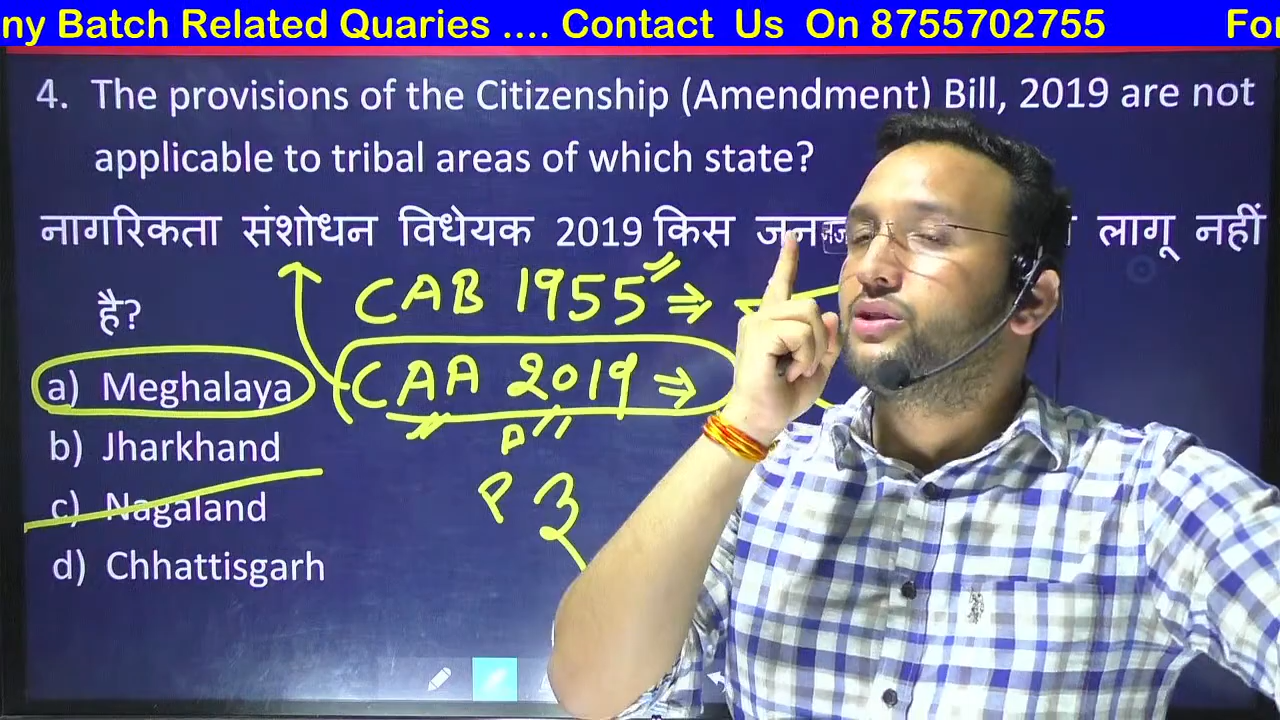 ny Batch Related Quaries .... Contact Us On 8755702755 For
4. The provisions of the Citizenship (Amendment) Bill, 2019 are not
applicable to tribal areas of which state?
नागरिकता संशोधन विधेयक 2019 किस लागू नहीं
है?
CAB 1955 ⇒
CAA 2019 ⇒
P
a) Meghalaya
b) Jharkhand
c) Nagaland
d) Chhattisgarh